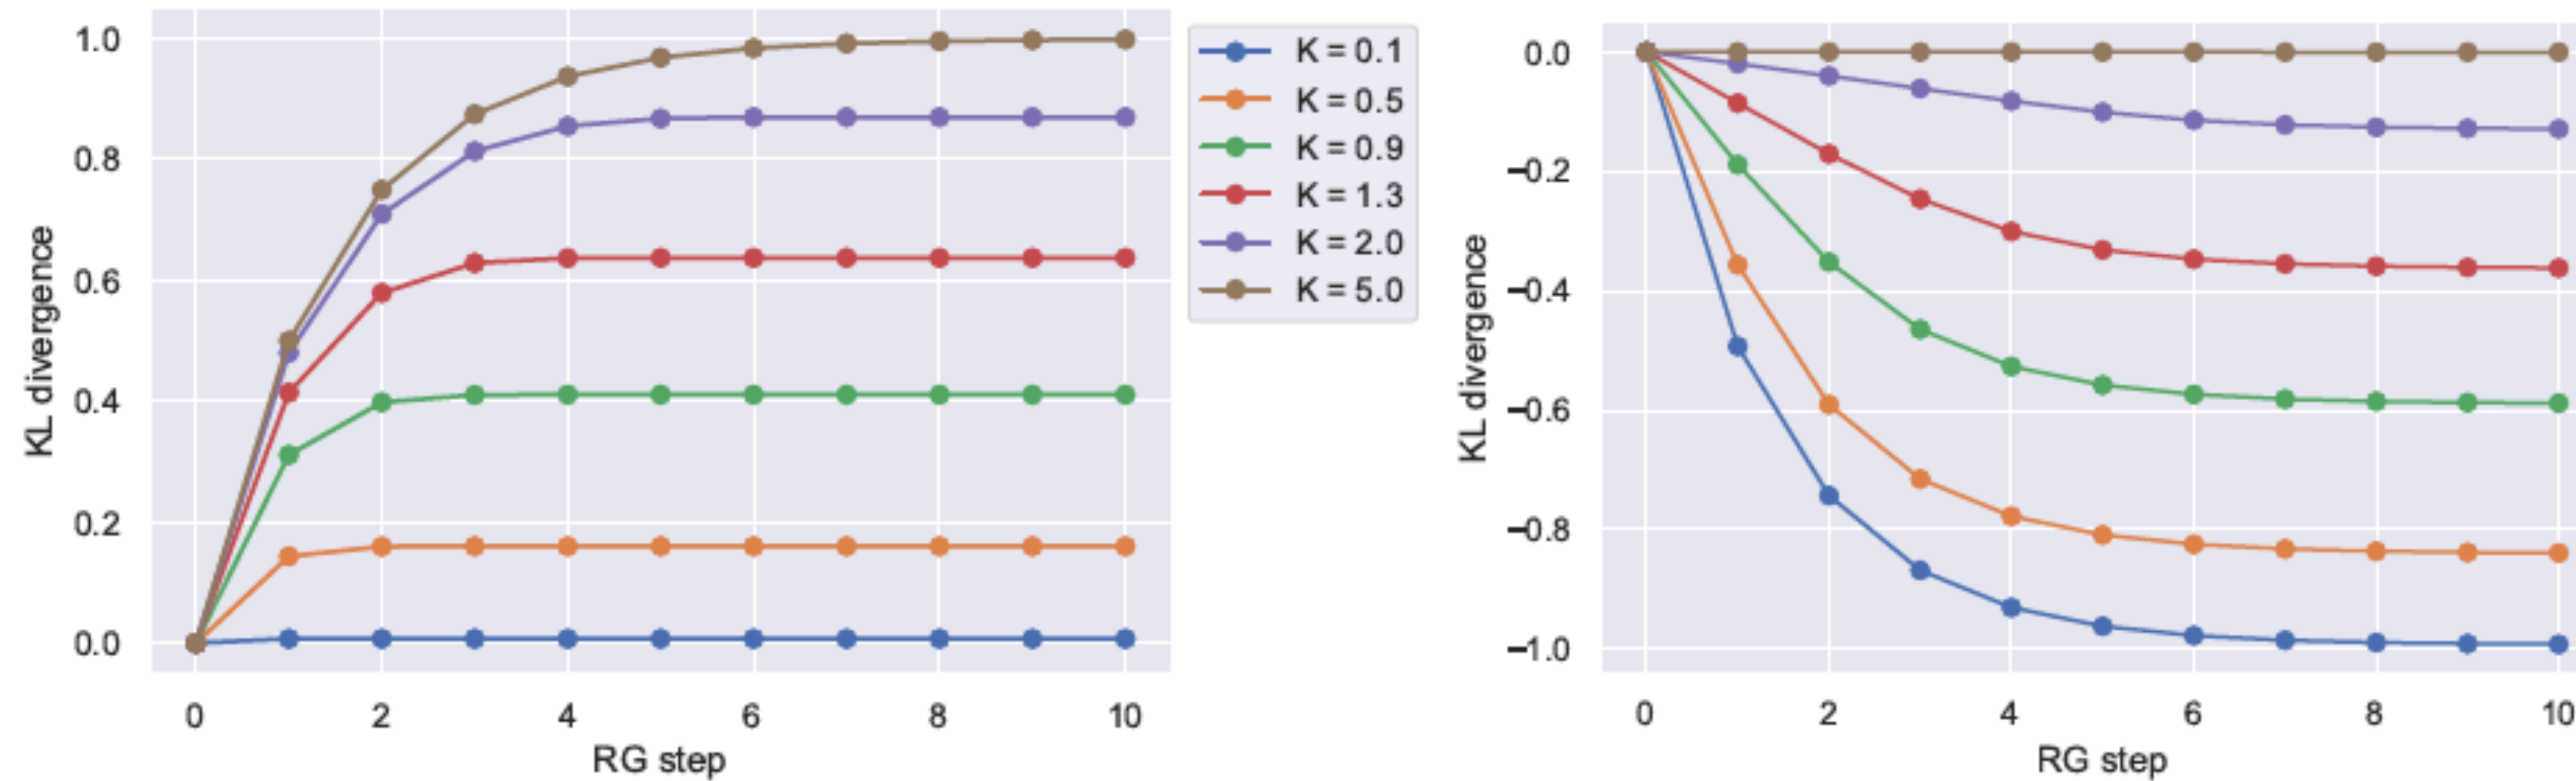 1.0
0.8
0.6
0.4
0.2
0.0
KL divergence
0 2 4 6 8 10
RG step
K = 0.1
K = 0.5
K = 0.9
K = 1.3
K = 2.0
K = 5.0
0.0
−0.2
−0.4
−0.6
−0.8
−1.0
KL divergence
0 2 4 6 8 10
RG step